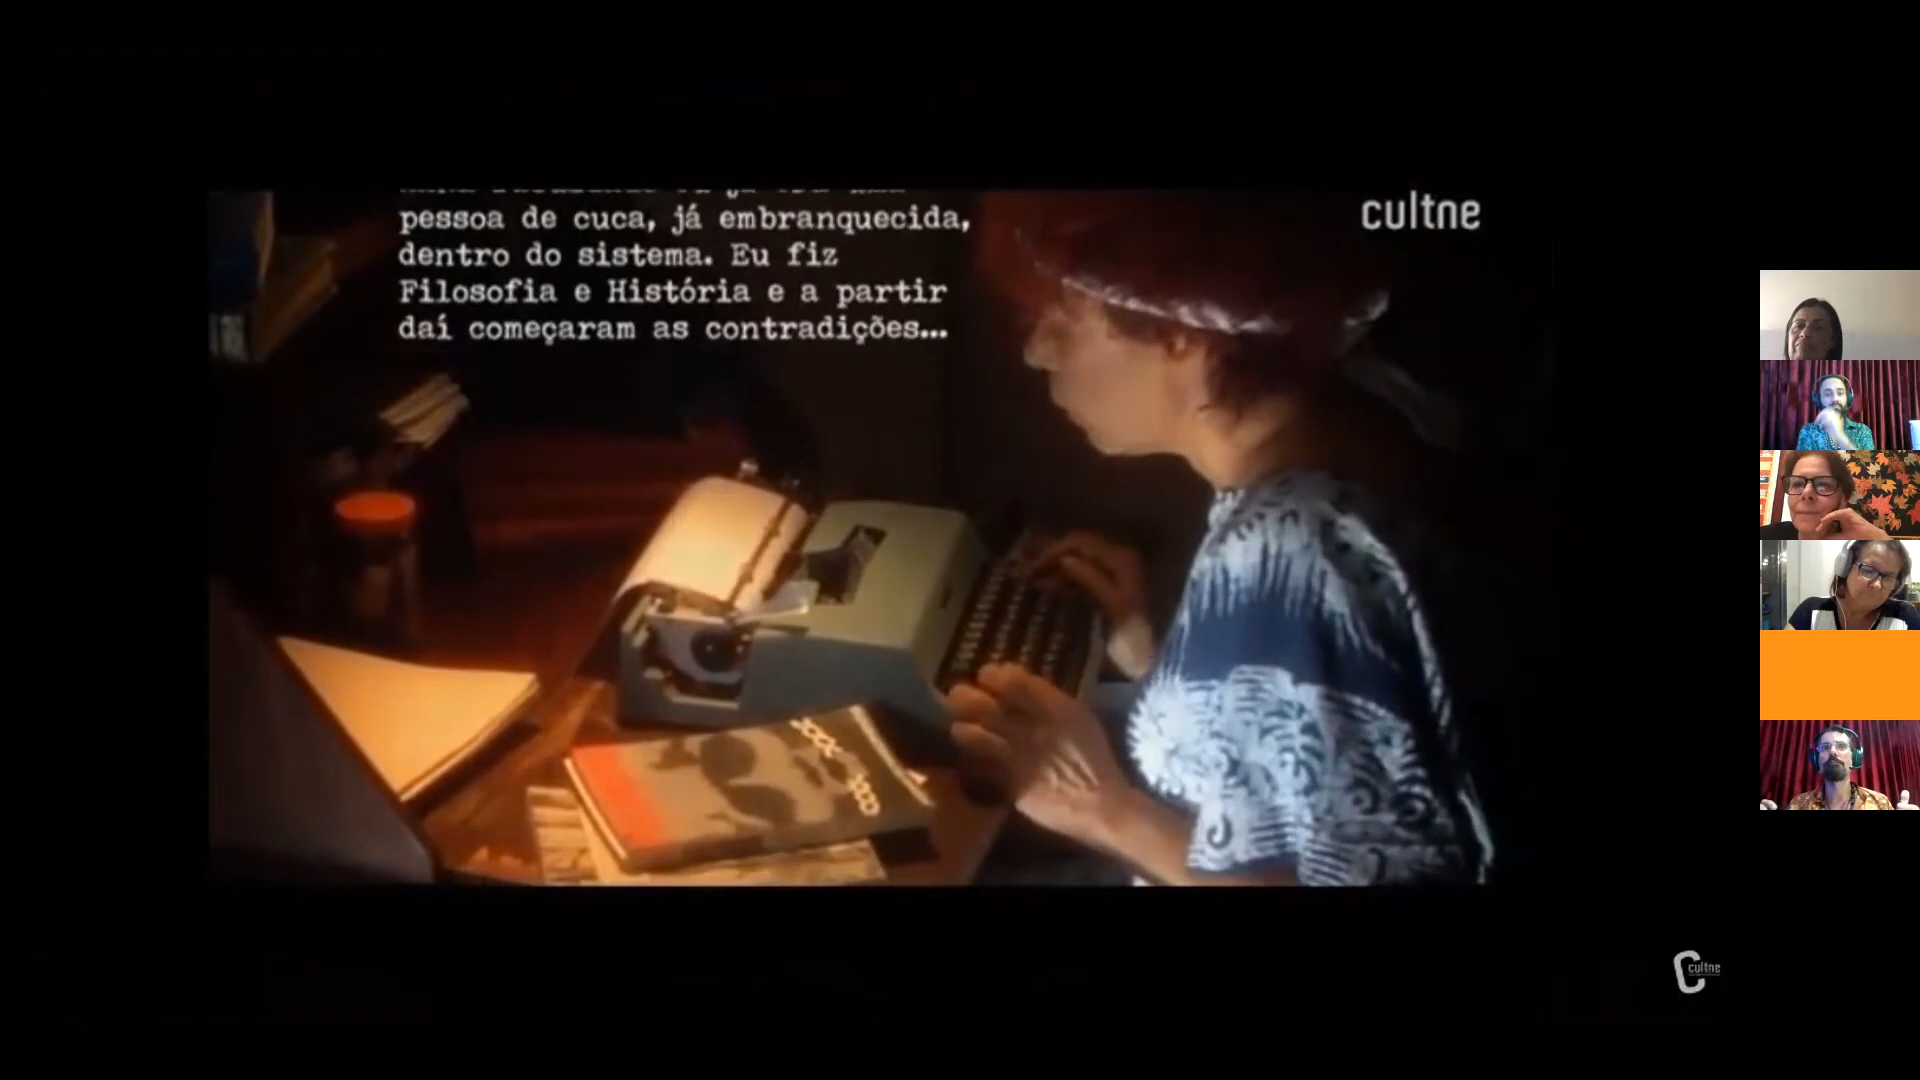 pessoa de cuca, já embranquecida,
dentro do sistema. Eu fiz
Filosofia e História e a partir
daí começaram as contradições...
cultne
cultne